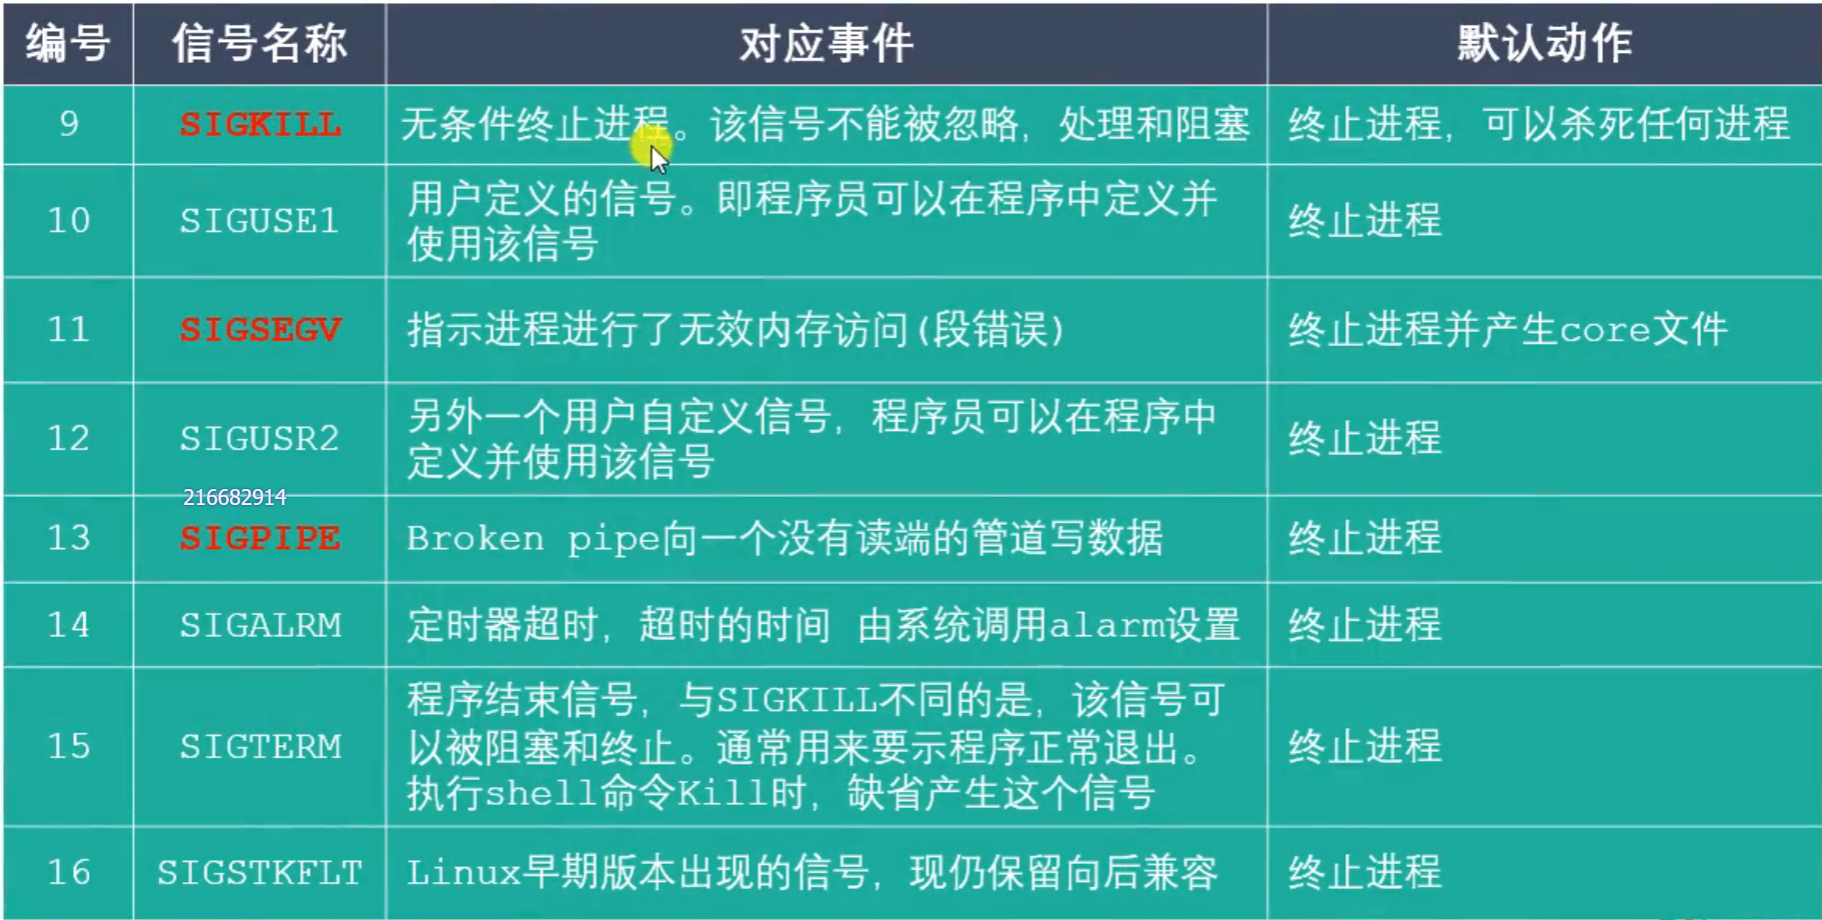 编号 信号名称 对应事件 默认动作
9 SIGKILL 无条件终止进程。该信号不能被忽略，处理和阻塞 终止进程，可以杀死任何进程
10 SIGUSE1 用户定义的信号。即程序员可以在程序中定义并
使用该信号 终止进程
11 SIGSEGV 指示进程进行了无效内存访问(段错误) 终止进程并产生core文件
12 SIGUSR2 另外一个用户自定义信号，程序员可以在程序中
定义并使用该信号 终止进程
216682914
13 SIGPIPE Broken pipe向一个没有读端的管道写数据 终止进程
14 SIGALRM 定时器超时，超时的时间 由系统调用alarm设置 终止进程
15 SIGTERM 程序结束信号，与SIGKILL不同的是，该信号可
以被阻塞和终止。通常用来要示程序正常退出。
执行shell命令Kill时，缺省产生这个信号 终止进程
16 SIGSTKFLT Linux早期版本出现的信号，现仍保留向后兼容 终止进程